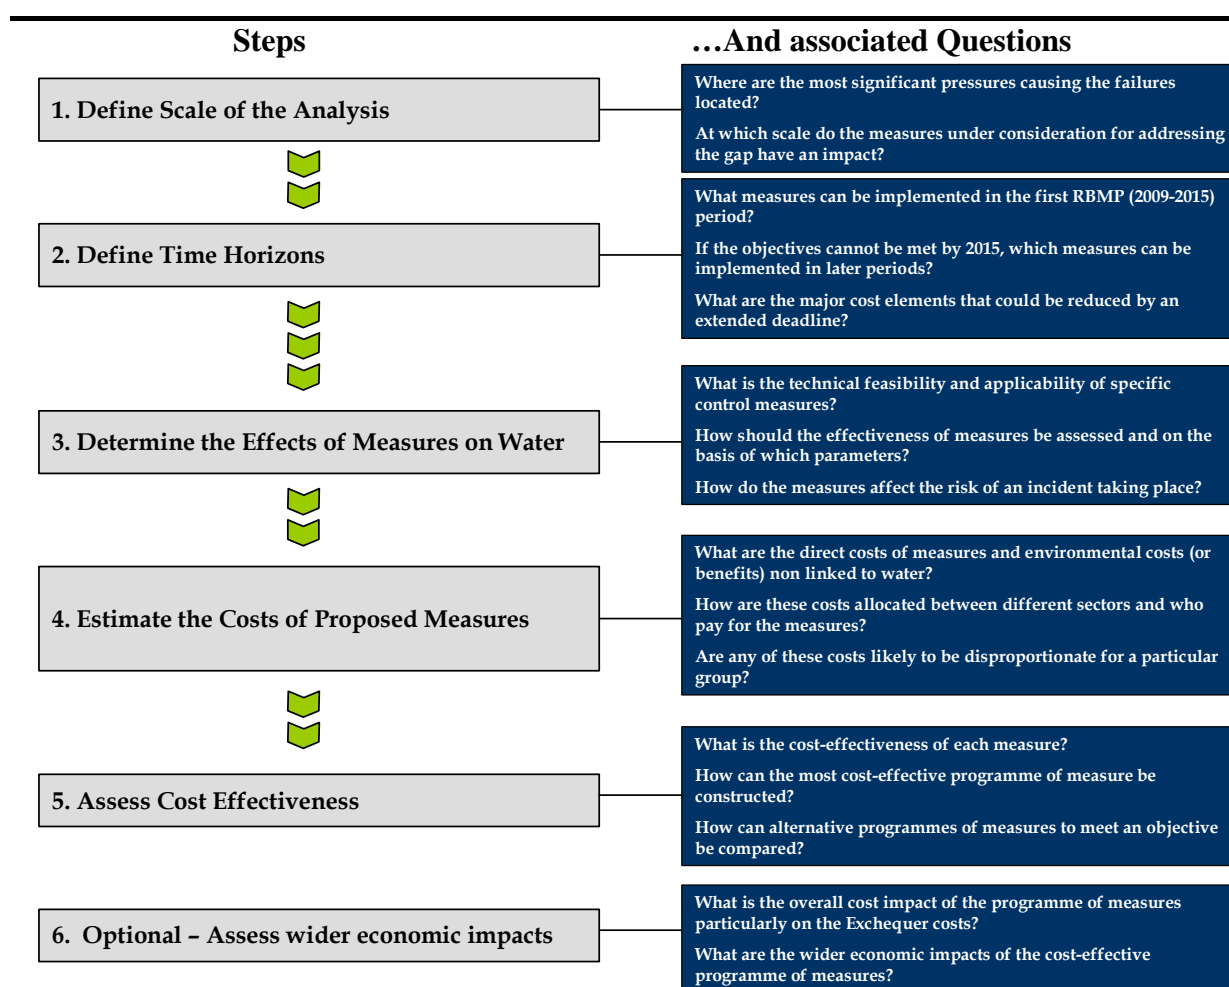 Steps
…And associated Questions
1. Define Scale of the Analysis
Where are the most significant pressures causing the failures
located?
At which scale do the measures under consideration for addressing
the gap have an impact?
2. Define Time Horizons
What measures can be implemented in the first RBMP (2009-2015)
period?
If the objectives cannot be met by 2015, which measures can be
implemented in later periods?
What are the major cost elements that could be reduced by an
extended deadline?
3. Determine the Effects of Measures on Water
What is the technical feasibility and applicability of specific
control measures?
How should the effectiveness of measures be assessed and on the
basis of which parameters?
How do the measures affect the risk of an incident taking place?
4. Estimate the Costs of Proposed Measures
What are the direct costs of measures and environmental costs (or
benefits) non linked to water?
How are these costs allocated between different sectors and who
pay for the measures?
Are any of these costs likely to be disproportionate for a particular
group?
5. Assess Cost Effectiveness
What is the cost-effectiveness of each measure?
How can the most cost-effective programme of measure be
constructed?
How can alternative programmes of measures to meet an objective
be compared?
6. Optional – Assess wider economic impacts
What is the overall cost impact of the programme of measures
particularly on the Exchequer costs?
What are the wider economic impacts of the cost-effective
programme of measures?